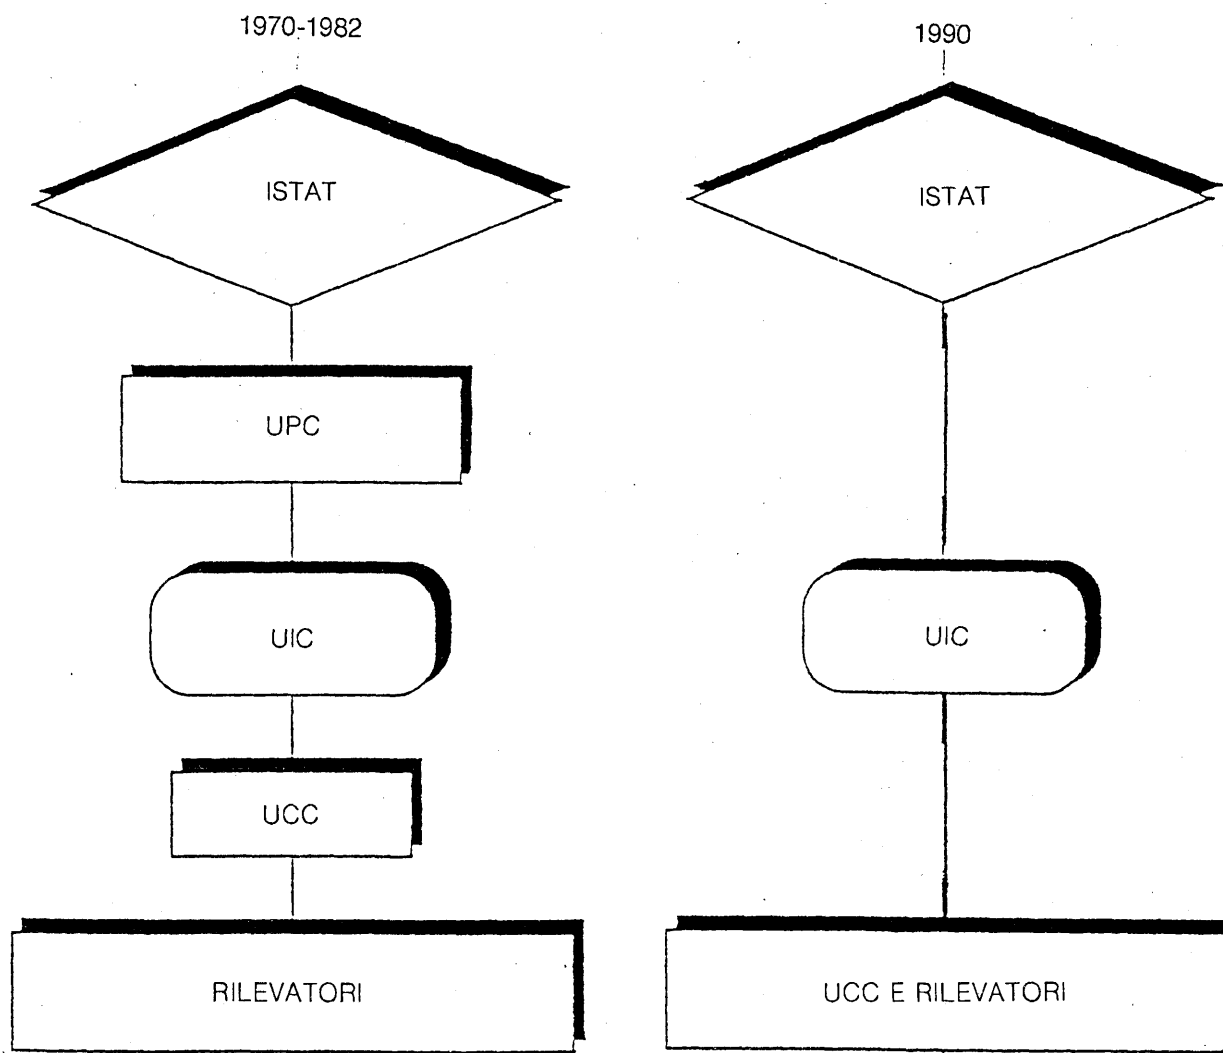 1970-1982
ISTAT
UPC
UIC
UCC
RILEVATORI
1990
ISTAT
UIC
UCC E RILEVATORI